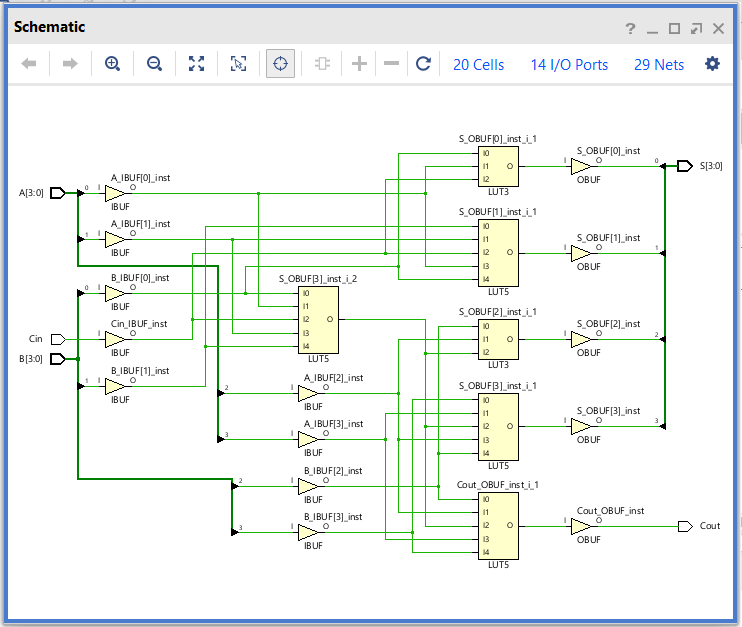 Schematic
20 Cells 14 I/O Ports 29 Nets
S_OBUF[0]_inst_i_1
I0
I1
I2
O
LUT3
S_OBUF[0]_inst
I
O
OBUF
0
S[3:0]
A[3:0]
0
I
A_IBUF[0]_inst
O
IBUF
1
I
A_IBUF[1]_inst
O
IBUF
S_OBUF[1]_inst_i_1
I0
I1
I2
I3
I4
O
LUT5
S_OBUF[1]_inst
I
O
OBUF
1
0
I
B_IBUF[0]_inst
O
IBUF
S_OBUF[3]_inst_i_2
I0
I1
I2
I3
I4
O
LUT5
S_OBUF[2]_inst_i_1
I0
I1
I2
O
LUT3
S_OBUF[2]_inst
I
O
OBUF
2
Cin
I
Cin_IBUF_inst
O
IBUF
B[3:0]
1
I
B_IBUF[1]_inst
O
IBUF
2
I
A_IBUF[2]_inst
O
IBUF
S_OBUF[3]_inst_i_1
I0
I1
I2
I3
I4
O
LUT5
S_OBUF[3]_inst
I
O
OBUF
3
3
I
A_IBUF[3]_inst
O
IBUF
2
I
B_IBUF[2]_inst
O
IBUF
Cout_OBUF_inst_i_1
I0
I1
I2
I3
I4
O
LUT5
Cout_OBUF_inst
I
O
OBUF
Cout
3
I
B_IBUF[3]_inst
O
IBUF